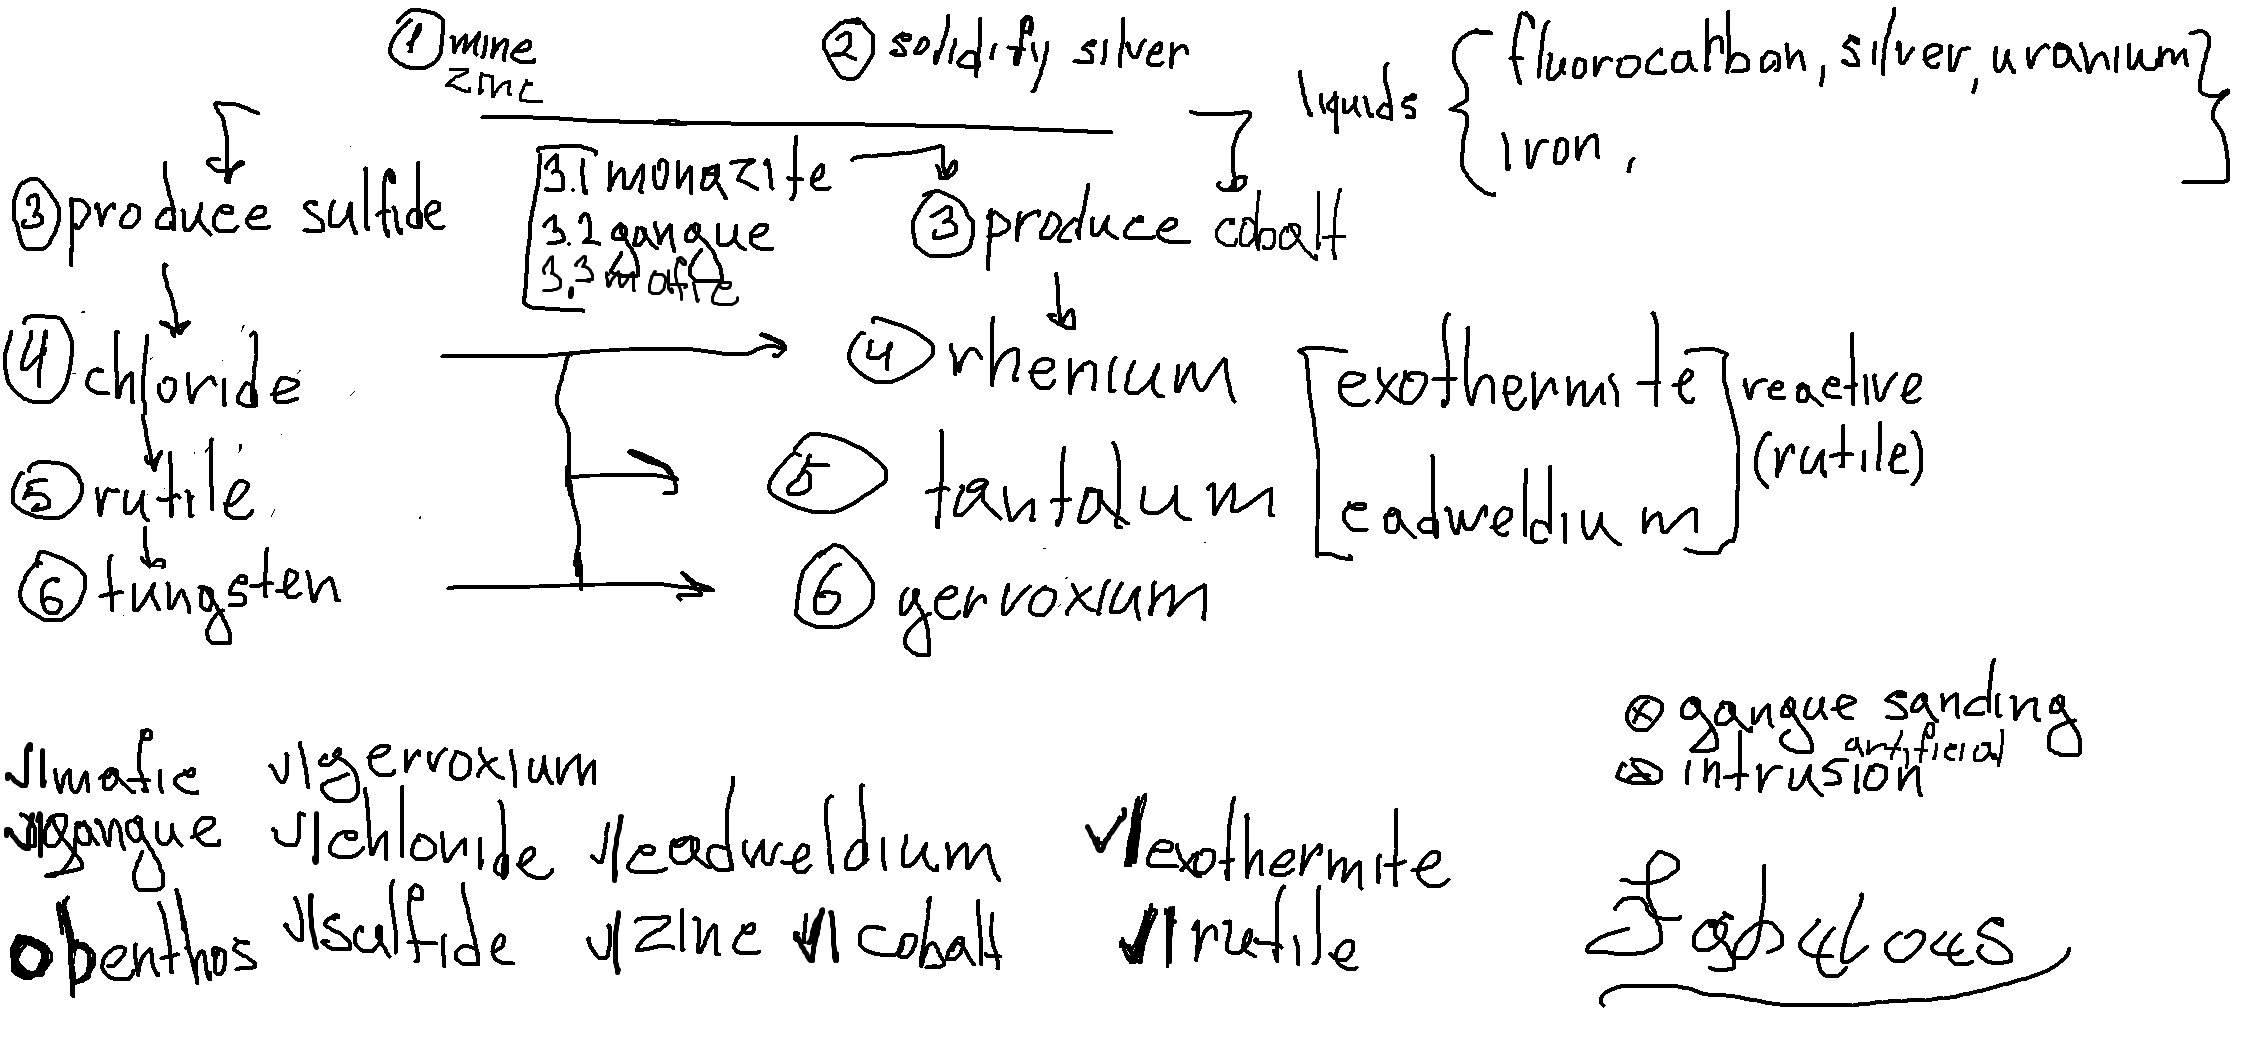 ① mine zinc
② solidify silver
liquids { fluorocarbon, silver, uranium
iron, }
③ produce sulfide
3.1 monazite
3.2 gangue
3.3 mafic
③ produce cobalt
④ chloride
④ rhenium
⑤ rutile
⑤ tantalum
⑥ tungsten
⑥ gervoxium
[exothermite
cadweldium] reactive
(rutile)
gangue sanding
artificial
intrusion
√|mafic √|gervoxium
√|gangue √|chloride √|cadweldium √|exothermite
O|benthos √|sulfide √|zinc √|cobalt √|rutile
Fabulous